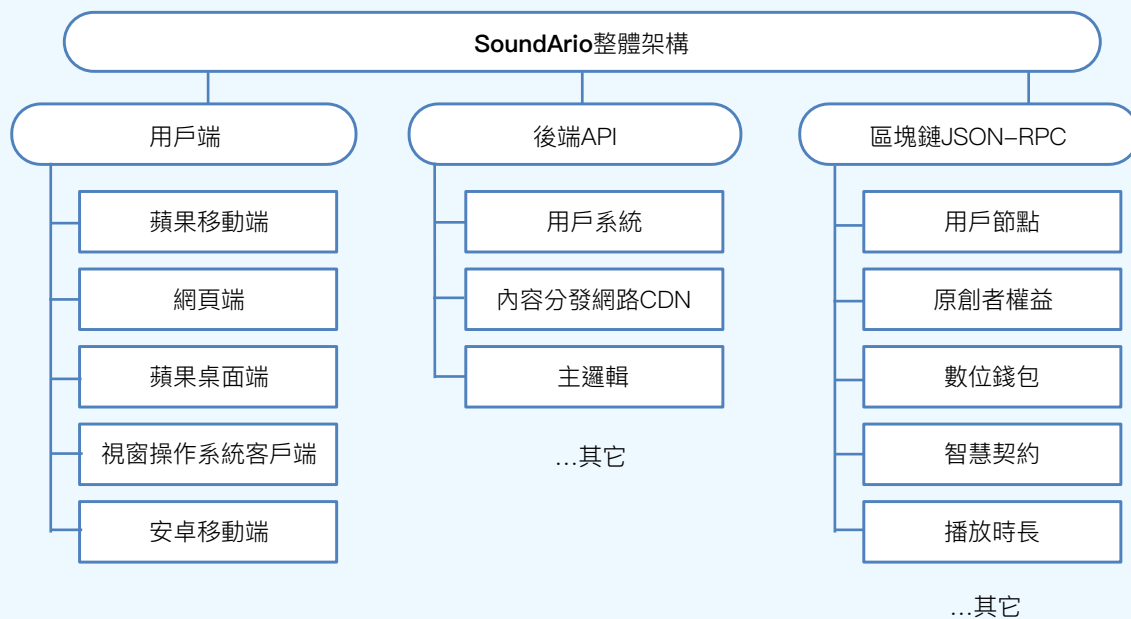 SoundArio整體架構
用戶端
蘋果移動端
網頁端
蘋果桌面端
視窗操作系統客戶端
安卓移動端
後端API
用戶系統
內容分發網路CDN
主邏輯
…其它
區塊鏈JSON–RPC
用戶節點
原創者權益
數位錢包
智慧契約
播放時長
…其它